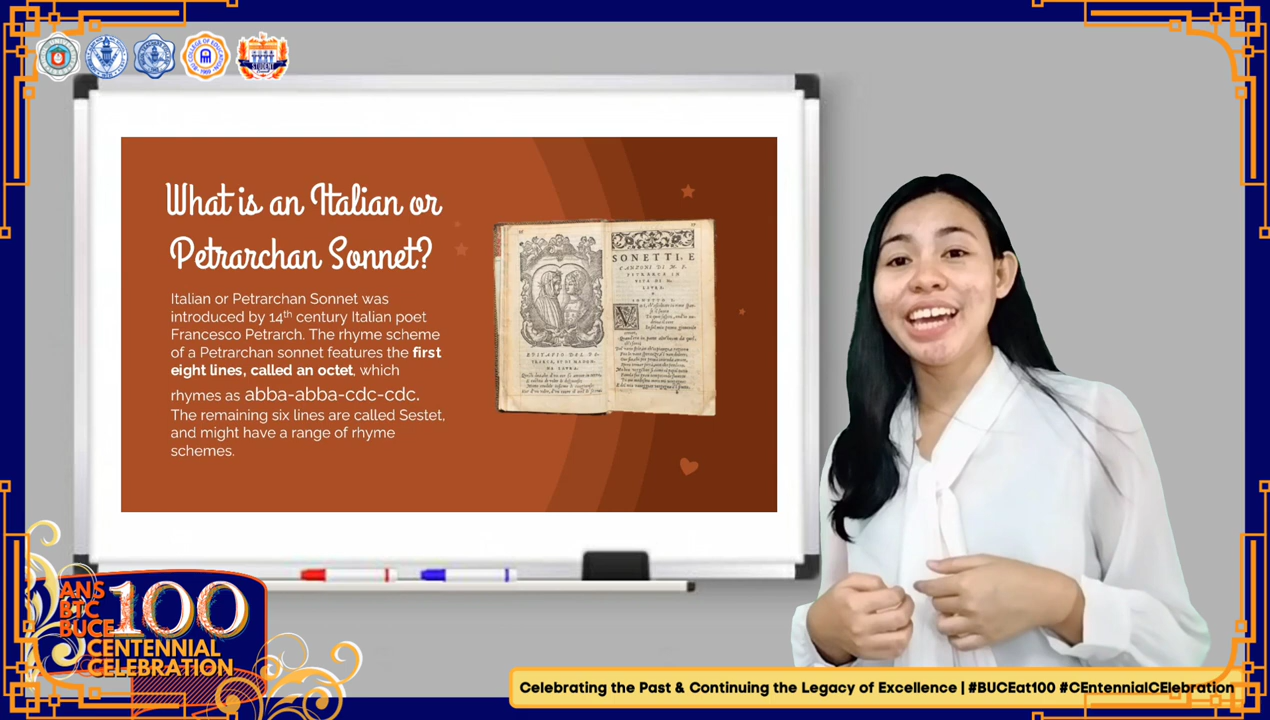 What is an Italian or
Petrarchan Sonnet?
Italian or Petrarchan Sonnet was
introduced by 14th century Italian poet
Francesco Petrarch. The rhyme scheme
of a Petrarchan sonnet features the first
eight lines, called an octet, which
rhymes as abba-abba-cdc-cdc.
The remaining six lines are called Sestet,
and might have a range of rhyme
schemes.
SONETTI, E
ANS
BTC
BUCE
100
CENTENNIAL
CELEBRATION
Celebrating the Past & Continuing the Legacy of Excellence | #BUCEat100 #CEntennialCElebration